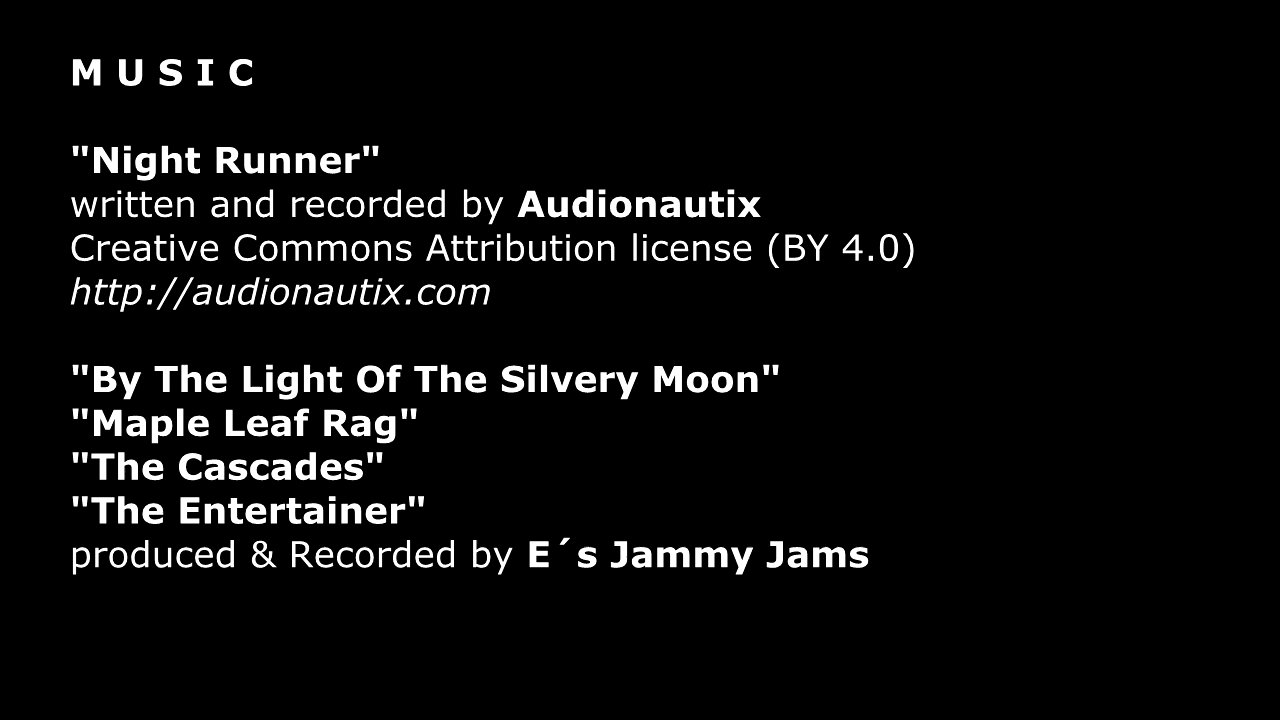 M U S I C
"Night Runner"
written and recorded by Audionautix
Creative Commons Attribution license (BY 4.0)
http://audionautix.com
"By The Light Of The Silvery Moon"
"Maple Leaf Rag"
"The Cascades"
"The Entertainer"
produced & Recorded by E´s Jammy Jams